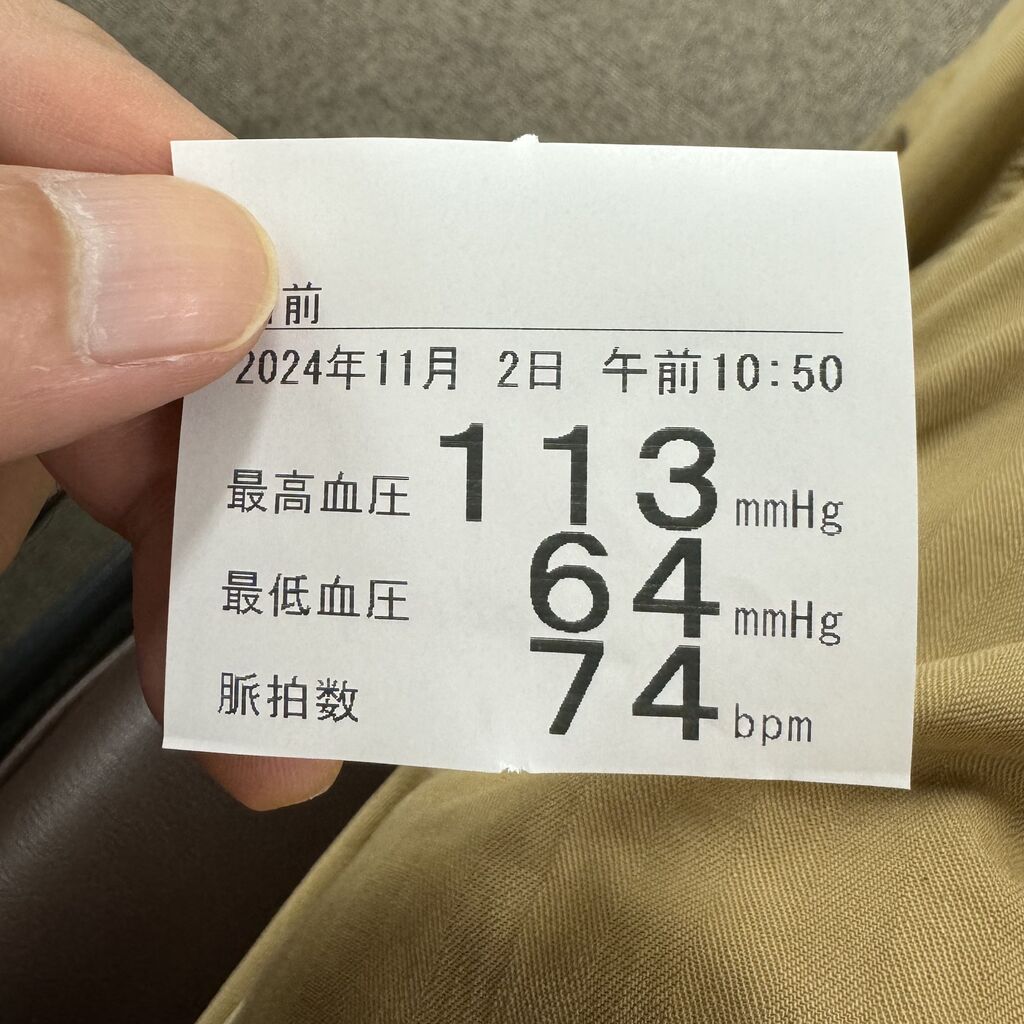 前
2024年11月 2日 午前10:50
最高血圧 113 mmHg
最低血圧 64 mmHg
脈拍数 74 bpm